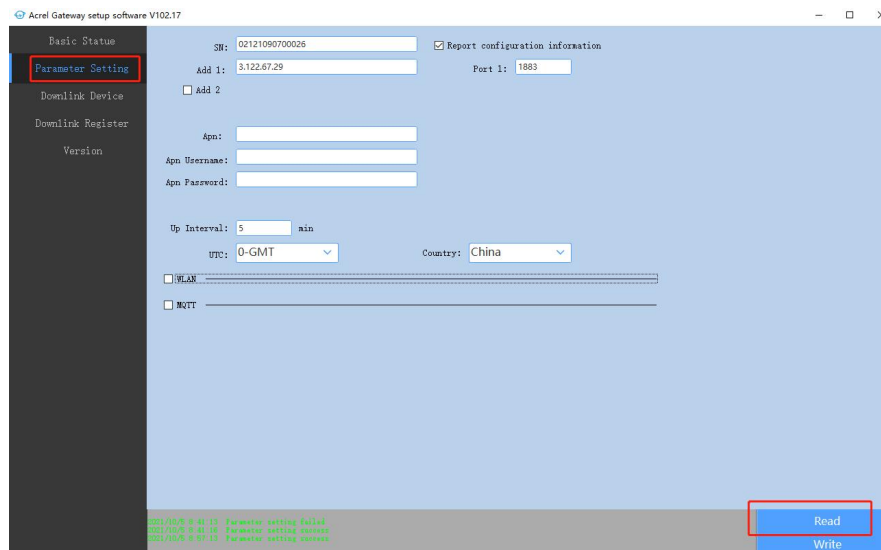 Acrel Gateway setup software V102.17
Basic Statue
Parameter Setting
Downlink Device
Downlink Register
Version
SN: 02121090700026
Report configuration information
Add 1: 3.122.67.29
Port 1: 1883
Add 2
Apn:
Apn Username:
Apn Password:
Up Interval: 5 min
UTC: 0-GMT
Country: China
WLAN
MQTT
Parameter setting failed
Parameter setting success
Parameter setting success
Read
Write